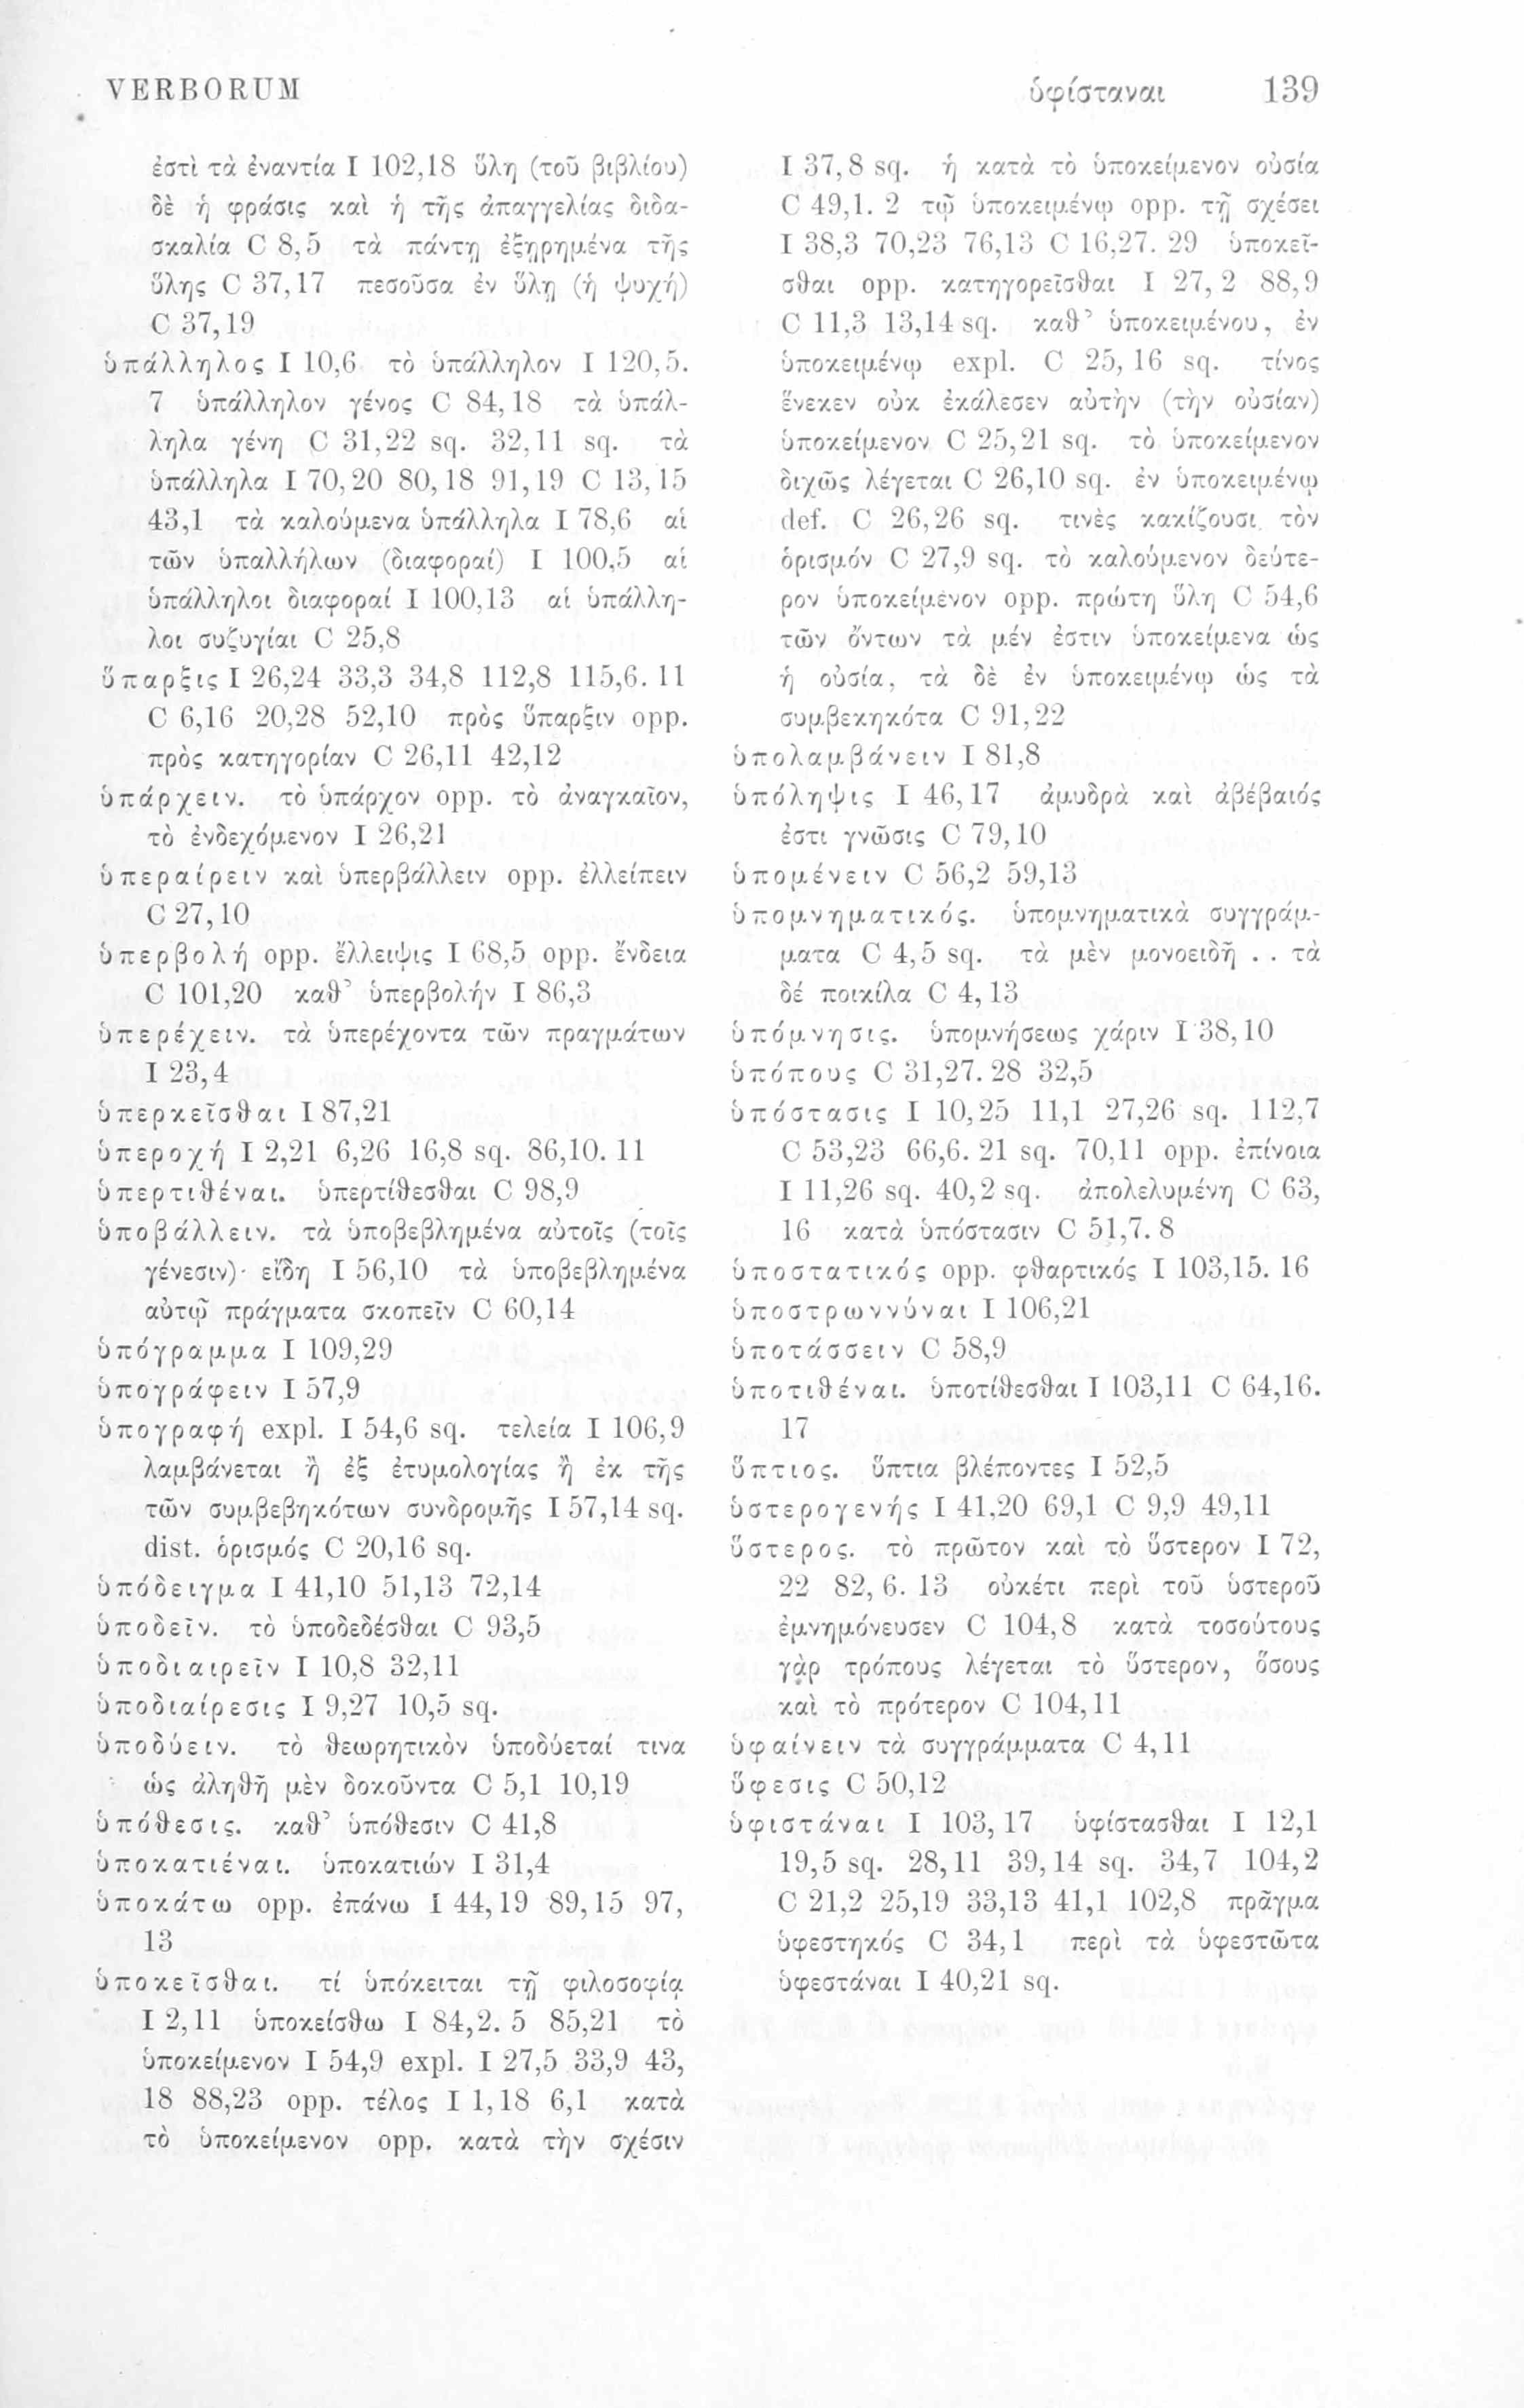 VERBORUM ὑφίσταναι 139
ἐστὶ τὰ ἐναντία I 102,18 ὕλη (τοῦ βιβλίου)
δὲ ἡ φράσις καὶ ἡ τῆς ἀπαγγελίας διδα-
σκαλία C 8,5 τὰ πάντῃ ἐξῃρημένα τῆς
ὕλης C 37,17 πεσοῦσα ἐν ὕλῃ (ἡ ψυχή)
C 37,19
ὑπάλληλος I 10,6 τὸ ὑπάλληλον I 120,5.
7 ὑπάλληλον γένος C 84,18 τὰ ὑπάλ-
ληλα γένη C 31,22 sq. 32,11 sq. τὰ
ὑπάλληλα I 70,20 80,18 91,19 C 13,15
43,1 τὰ καλούμενα ὑπάλληλα I 78,6 αἱ
τῶν ὑπαλλήλων (διαφοραί) I 100,5 αἱ
ὑπάλληλοι διαφοραί I 100,13 αἱ ὑπάλλη-
λοι συζυγίαι C 25,8
ὕπαρξις I 26,24 33,3 34,8 112,8 115,6. 11
C 6,16 20,28 52,10 πρὸς ὕπαρξιν opp.
πρὸς κατηγορίαν C 26,11 42,12
ὑπάρχειν. τὸ ὑπάρχον opp. τὸ ἀναγκαῖον,
τὸ ἐνδεχόμενον I 26,21
ὑπεραίρειν καὶ ὑπερβάλλειν opp. ἐλλείπειν
C 27,10
ὑπερβολή opp. ἔλλειψις I 68,5 opp. ἔνδεια
C 101,20 καθ’ ὑπερβολήν I 86,3
ὑπερέχειν. τὰ ὑπερέχοντα τῶν πραγμάτων
I 23,4
ὑπερκεῖσθαι I 87,21
ὑπεροχή I 2,21 6,26 16,8 sq. 86,10. 11
ὑπερτιθέναι. ὑπερτίθεσθαι C 98,9
ὑποβάλλειν. τὰ ὑποβεβλημένα αὐτοῖς (τοῖς
γένεσιν) εἴδη I 56,10 τὰ ὑποβεβλημένα
αὐτῷ πράγματα σκοπεῖν C 60,14
ὑπόγραμμα I 109,29
ὑπογράφειν I 57,9
ὑπογραφή expl. I 54,6 sq. τελεία I 106,9
λαμβάνεται ἢ ἐξ ἐτυμολογίας ἢ ἐκ τῆς
τῶν συμβεβηκότων συνδρομῆς I 57,14 sq.
dist. ὁρισμός C 20,16 sq.
ὑπόδειγμα I 41,10 51,13 72,14
ὑποδεῖν. τὸ ὑποδεδέσθαι C 93,5
ὑποδιαιρεῖν I 10,8 32,11
ὑποδιαίρεσις I 9,27 10,5 sq.
ὑποδύειν. τὸ θεωρητικὸν ὑποδύεταί τινα
ὡς ἀληθῆ μὲν δοκοῦντα C 5,1 10,19
ὑπόθεσις. καθ’ ὑπόθεσιν C 41,8
ὑποκατιέναι. ὑποκατιών I 31,4
ὑποκάτω opp. ἐπάνω I 44,19 89,15 97,
13
ὑποκεῖσθαι. τί ὑπόκειται τῇ φιλοσοφίᾳ
I 2,11 ὑποκείσθω I 84,2. 5 85,21 τὸ
ὑποκείμενον I 54,9 expl. I 27,5 33,9 43,
18 88,23 opp. τέλος I 1,18 6,1 κατὰ
τὸ ὑποκείμενον opp. κατὰ τὴν σχέσιν
I 37,8 sq. ἡ κατὰ τὸ ὑποκείμενον οὐσία
C 49,1. 2 τῷ ὑποκειμένῳ opp. τῇ σχέσει
I 38,3 70,23 76,13 C 16,27. 29 ὑποκεῖ-
σθαι opp. κατηγορεῖσθαι I 27,2 88,9
C 11,3 13,14 sq. καθ’ ὑποκειμένου, ἐν
ὑποκειμένῳ expl. C 25,16 sq. τίνος
ἕνεκεν οὐκ ἐκάλεσεν αὐτὴν (τὴν οὐσίαν)
ὑποκείμενον C 25,21 sq. τὸ ὑποκείμενον
διχῶς λέγεται C 26,10 sq. ἐν ὑποκειμένῳ
def. C 26,26 sq. τινὲς κακίζουσι τὸν
ὁρισμόν C 27,9 sq. τὸ καλούμενον δεύτε-
ρον ὑποκείμενον opp. πρώτη ὕλη C 54,6
τῶν ὄντων τὰ μέν ἐστιν ὑποκείμενα ὡς
ἡ οὐσία, τὰ δὲ ἐν ὑποκειμένῳ ὡς τὰ
συμβεκηκότα C 91,22
ὑπολαμβάνειν I 81,8
ὑπόληψις I 46,17 ἀμυδρὰ καὶ ἀβέβαιός
ἐστι γνῶσις C 79,10
ὑπομένειν C 56,2 59,13
ὑπομνηματικός. ὑπομνηματικὰ συγγράμ-
ματα C 4,5 sq. τὰ μὲν μονοειδῆ . . τὰ
δέ ποικίλα C 4,13
ὑπόμνησις. ὑπομνήσεως χάριν I 38,10
ὑπόπους C 31,27. 28 32,5
ὑπόστασις I 10,25 11,1 27,26 sq. 112,7
C 53,23 66,6. 21 sq. 70,11 opp. ἐπίνοια
I 11,26 sq. 40,2 sq. ἀπολελυμένη C 63,
16 κατὰ ὑπόστασιν C 51,7. 8
ὑποστατικός opp. φθαρτικός I 103,15. 16
ὑποστρωννύναι I 106,21
ὑποτάσσειν C 58,9
ὑποτιθέναι. ὑποτίθεσθαι I 103,11 C 64,16.
17
ὕπτιος. ὕπτια βλέποντες I 52,5
ὑστερογενής I 41,20 69,1 C 9,9 49,11
ὕστερος. τὸ πρῶτον καὶ τὸ ὕστερον I 72,
22 82,6. 13 οὐκέτι περὶ τοῦ ὑστεροῦ
ἐμνημόνευσεν C 104,8 κατὰ τοσούτους
γὰρ τρόπους λέγεται τὸ ὕστερον, ὅσους
καὶ τὸ πρότερον C 104,11
ὑφαίνειν τὰ συγγράμματα C 4,11
ὕφεσις C 50,12
ὑφιστάναι I 103,17 ὑφίστασθαι I 12,1
19,5 sq. 28,11 39,14 sq. 34,7 104,2
C 21,2 25,19 33,13 41,1 102,8 πρᾶγμα
ὑφεστηκός C 34,1 περὶ τὰ ὑφεστῶτα
ὑφεστάναι I 40,21 sq.